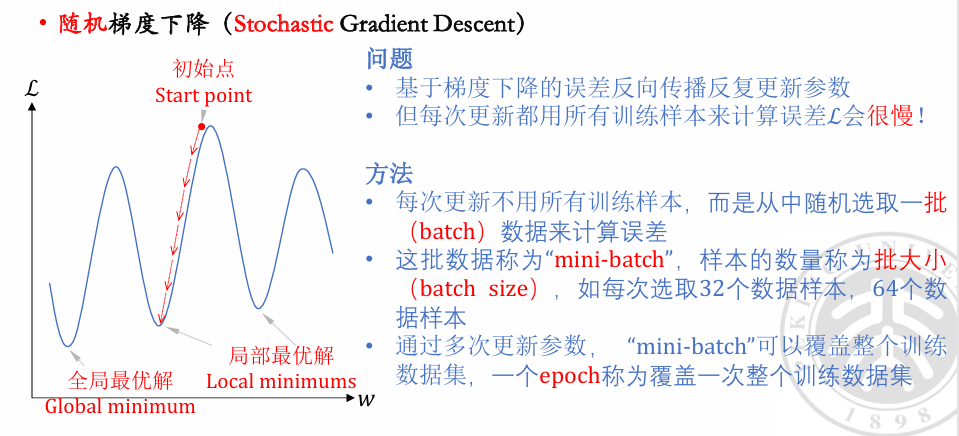 • 随机梯度下降（Stochastic Gradient Descent）
初始点
Start point
ℒ
w
全局最优解
Global minimum
局部最优解
Local minimums
问题
• 基于梯度下降的误差反向传播反复更新参数
• 但每次更新都用所有训练样本来计算误差ℒ会很慢！
方法
• 每次更新不用所有训练样本，而是从中随机选取一批
（batch）数据来计算误差
• 这批数据称为“mini-batch”，样本的数量称为批大小
（batch size），如每次选取32个数据样本，64个数
据样本
• 通过多次更新参数， “mini-batch”可以覆盖整个训练
数据集，一个epoch称为覆盖一次整个训练数据集
1898